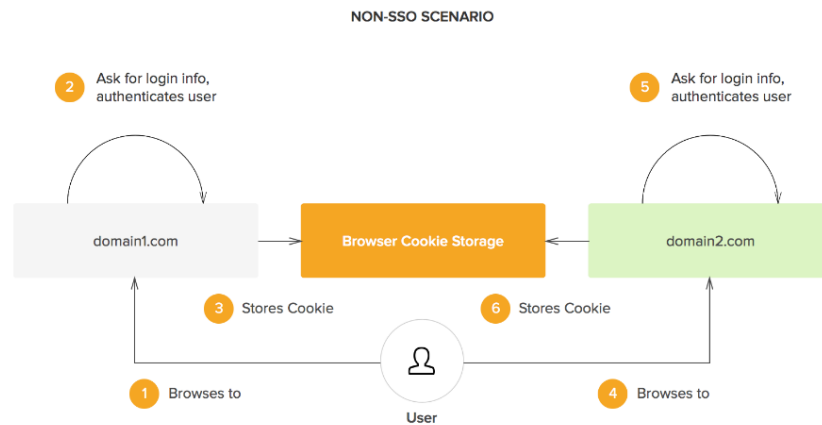 NON-SSO SCENARIO
2 Ask for login info,
authenticates user
5 Ask for login info,
authenticates user
domain1.com
Browser Cookie Storage
domain2.com
3 Stores Cookie
6 Stores Cookie
1 Browses to
4 Browses to
User